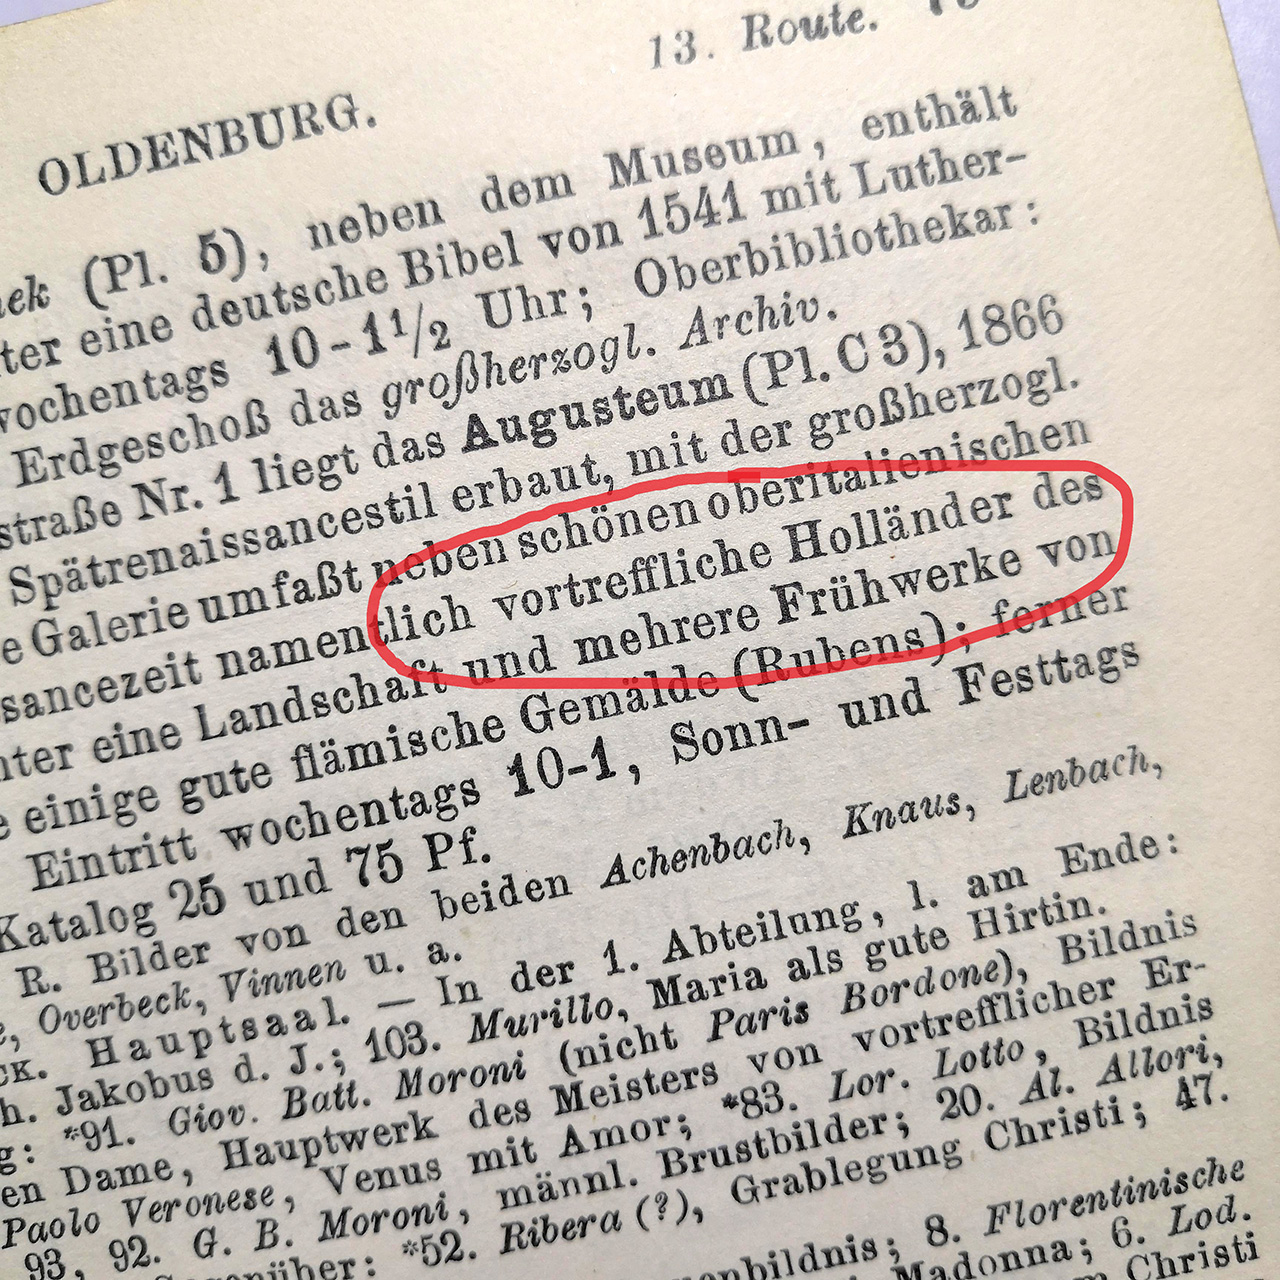 13. Route.
OLDENBURG.
(Pl. 5), neben dem Museum, enthält
eine deutsche Bibel von 1541 mit Luther-
wochentags 10-1 1/2 Uhr; Oberbibliothekar:
Erdgeschoß das großherzogl. Archiv.
straße Nr. 1 liegt das Augusteum (Pl. C 3), 1866
Spätrenaissancestil erbaut, mit der großherzogl.
Galerie umfaßt neben schönen oberitalienischen
sancezeit namentlich vortreffliche Holländer des
nter eine Landschaft und mehrere Frühwerke von
einige gute flämische Gemälde (Rubens); ferner
Eintritt wochentags 10-1, Sonn- und Festtags
Katalog 25 und 75 Pf.
R. Bilder von den beiden Achenbach, Knaus, Lenbach,
Overbeck, Vinnen u. a.
Hauptsaal. — In der 1. Abteilung, l. am Ende:
h. Jakobus d. J.; 103. Murillo, Maria als gute Hirtin.
g: *91. Giov. Batt. Moroni (nicht Paris Bordone), Bildnis
en Dame, Hauptwerk des Meisters von vortrefflicher Er-
Paolo Veronese, Venus mit Amor; *83. Lor. Lotto, Bildnis
93, 92. G. B. Moroni, männl. Brustbilder; 20. Al. Allori,
*52. Ribera (?), Grablegung Christi; 47.
enbildnis; 8. Florentinische
Madonna; 6. Lod.
Christi